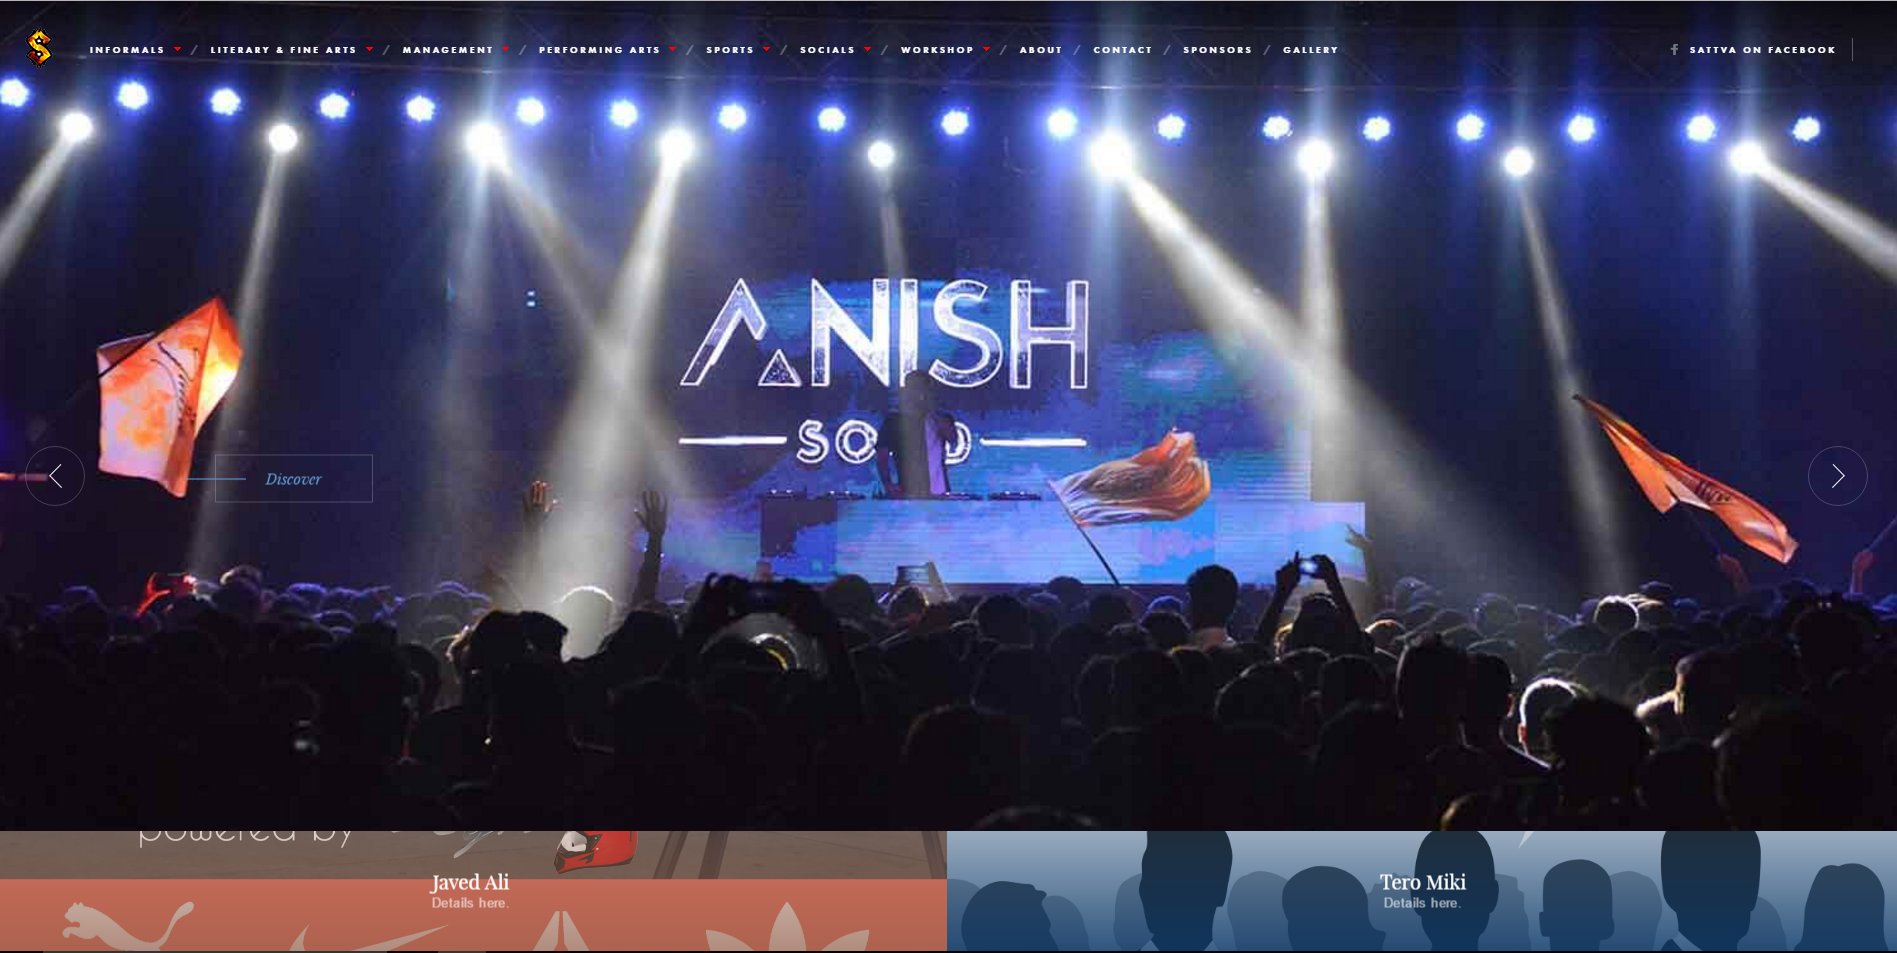 INFORMALS / LITERARY & FINE ARTS / MANAGEMENT / PERFORMING ARTS / SPORTS / SOCIALS / WORKSHOP / ABOUT / CONTACT / SPONSORS / GALLERY
SATTVA ON FACEBOOK
ANISH
SO D
Discover
powered by
Javed Ali
Details here.
Tero Miki
Details here.